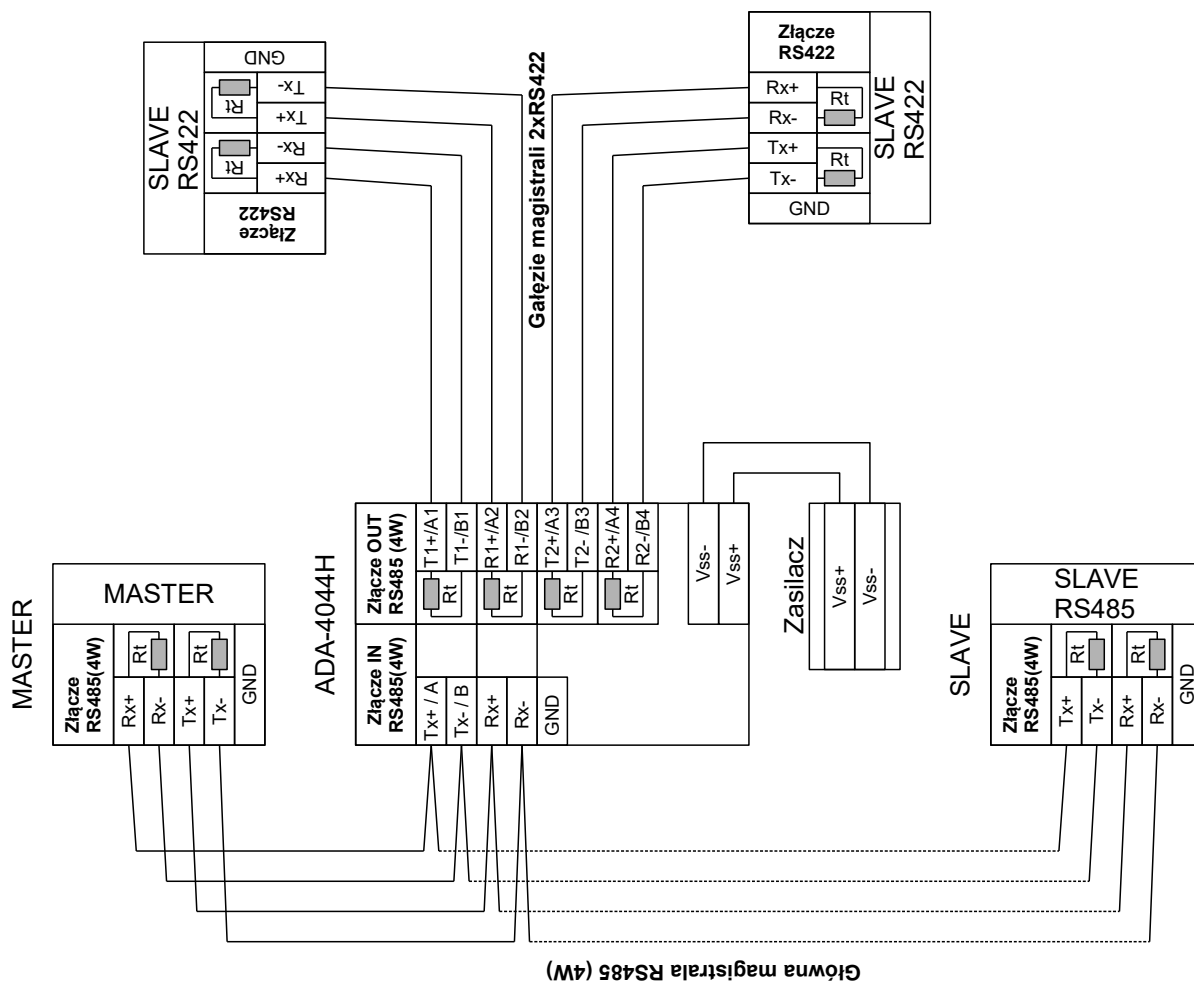 SLAVE
RS422
GND
Tx-
Tx+
Rx-
Rx+
Rt
Rt
Złącze
RS422
Złącze
RS422
Rx+
Rx-
Tx+
Tx-
GND
Rt
Rt
SLAVE
RS422
Gałęzie magistrali 2xRS422
MASTER
MASTER
Złącze
RS485(4W)
Rx+
Rx-
Tx+
Tx-
GND
Rt
Rt
ADA-4044H
Złącze IN
RS485(4W)
Tx+ / A
Tx- / B
Rx+
Rx-
GND
Złącze OUT
RS485 (4W)
T1+/A1
T1-/B1
R1+/A2
R1-/B2
T2+/A3
T2- /B3
R2+/A4
R2-/B4
Rt
Rt
Rt
Rt
Vss-
Vss+
Zasilacz
Vss+
Vss-
SLAVE
SLAVE
RS485
Złącze
RS485(4W)
Tx+
Tx-
Rx+
Rx-
GND
Rt
Rt
Główna magistrala RS485 (4W)